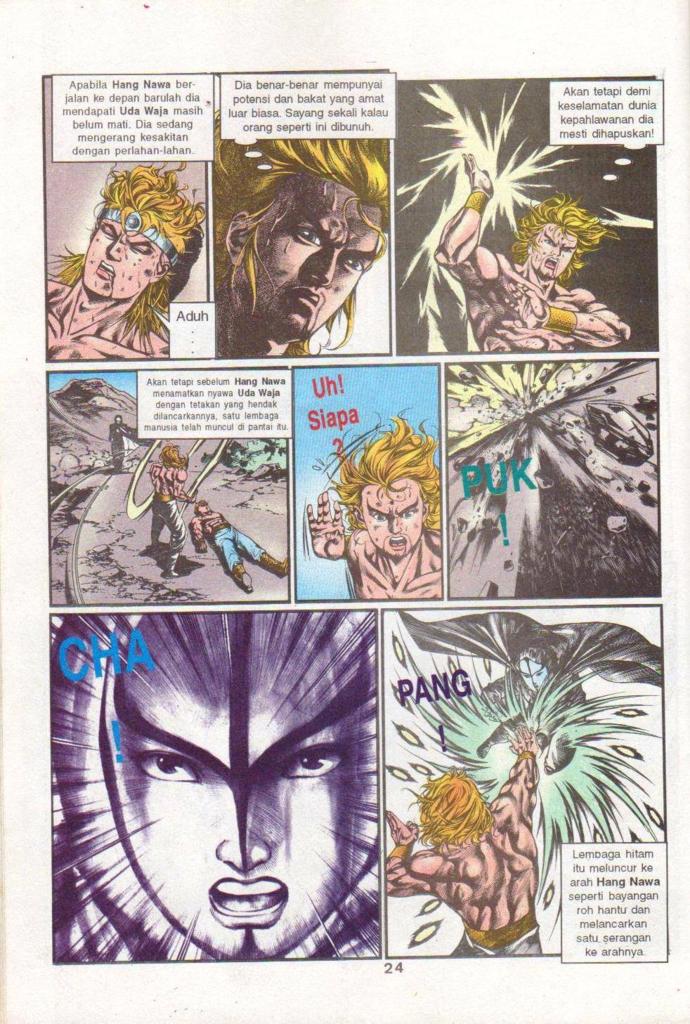 Apabila Hang Nawa ber-
jalan ke depan barulah dia
mendapati Uda Waja masih
belum mati. Dia sedang
mengerang kesakitan
dengan perlahan-lahan.
Aduh
. . .
Dia benar-benar mempunyai
potensi dan bakat yang amat
luar biasa. Sayang sekali kalau
orang seperti ini dibunuh.
Akan tetapi demi
keselamatan dunia
kepahlawanan dia
mesti dihapuskan!
Akan tetapi sebelum Hang Nawa
menamatkan nyawa Uda Waja
dengan tetakan yang hendak
dilancarkannya, satu lembaga
manusia telah muncul di pantai itu.
Uh!
Siapa
?
PUK
!
CHA
!
PANG
!
Lembaga hitam
itu meluncur ke
arah Hang Nawa
seperti bayangan
roh hantu dan
melancarkan
satu serangan
ke arahnya.
24